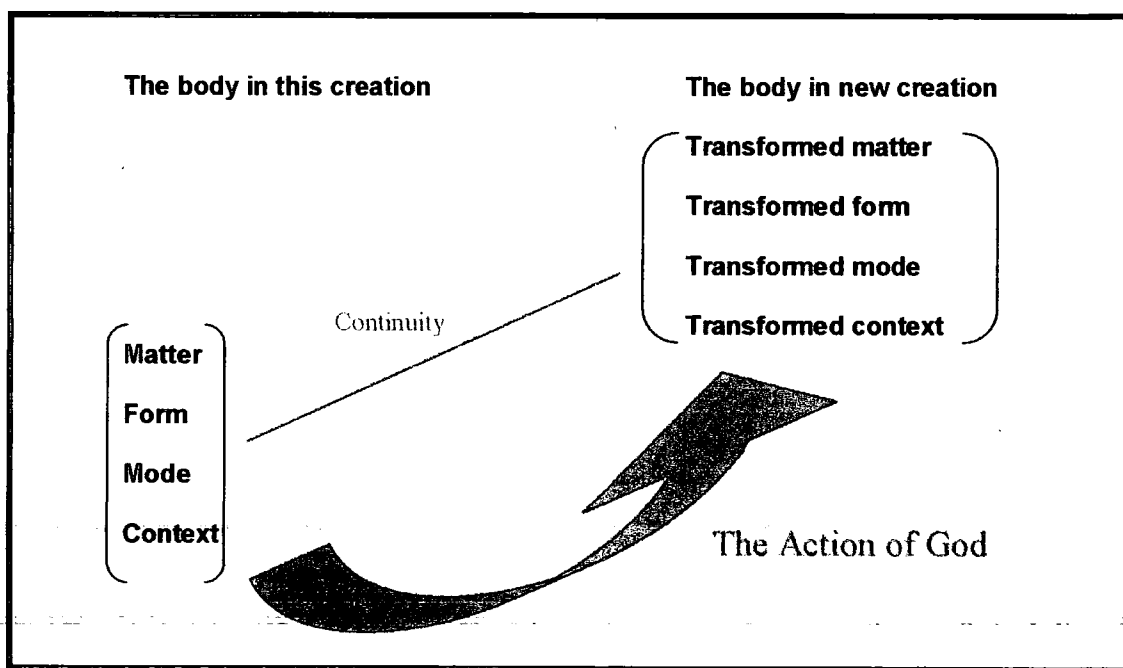 The body in this creation
The body in new creation
Transformed matter
Transformed form
Transformed mode
Transformed context
Continuity
Matter
Form
Mode
Context
The Action of God